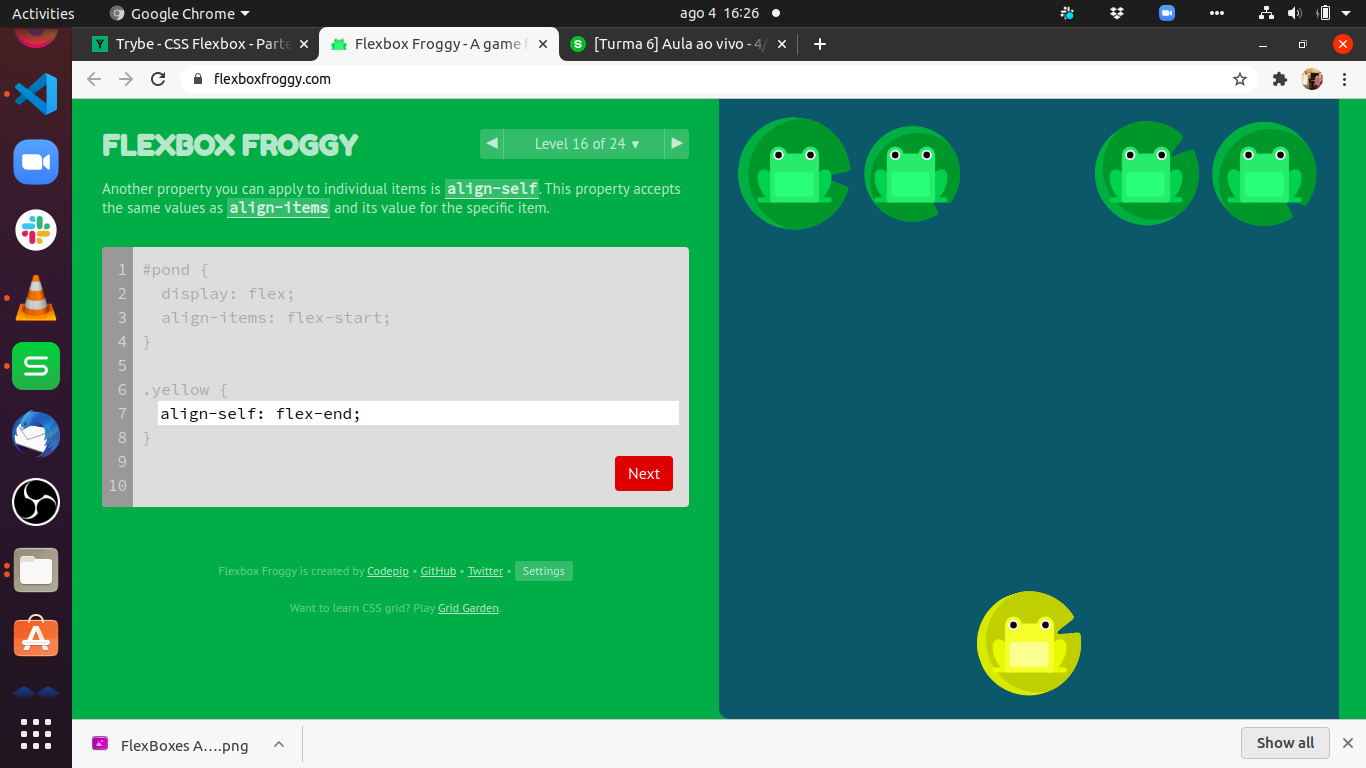 Activities
Google Chrome
ago 4 16:26
Trybe - CSS Flexbox - Parte
Flexbox Froggy - A game f
[Turma 6] Aula ao vivo - 4/
flexboxfroggy.com
FLEXBOX FROGGY
Level 16 of 24 ▾
Another property you can apply to individual items is align-self. This property accepts
the same values as align-items and its value for the specific item.
1 #pond {
2 display: flex;
3 align-items: flex-start;
4 }
5
6 .yellow {
7 align-self: flex-end;
8 }
9
10
Next
Flexbox Froggy is created by Codepip • GitHub • Twitter • Settings
Want to learn CSS grid? Play Grid Garden.
FlexBoxes A....png
Show all